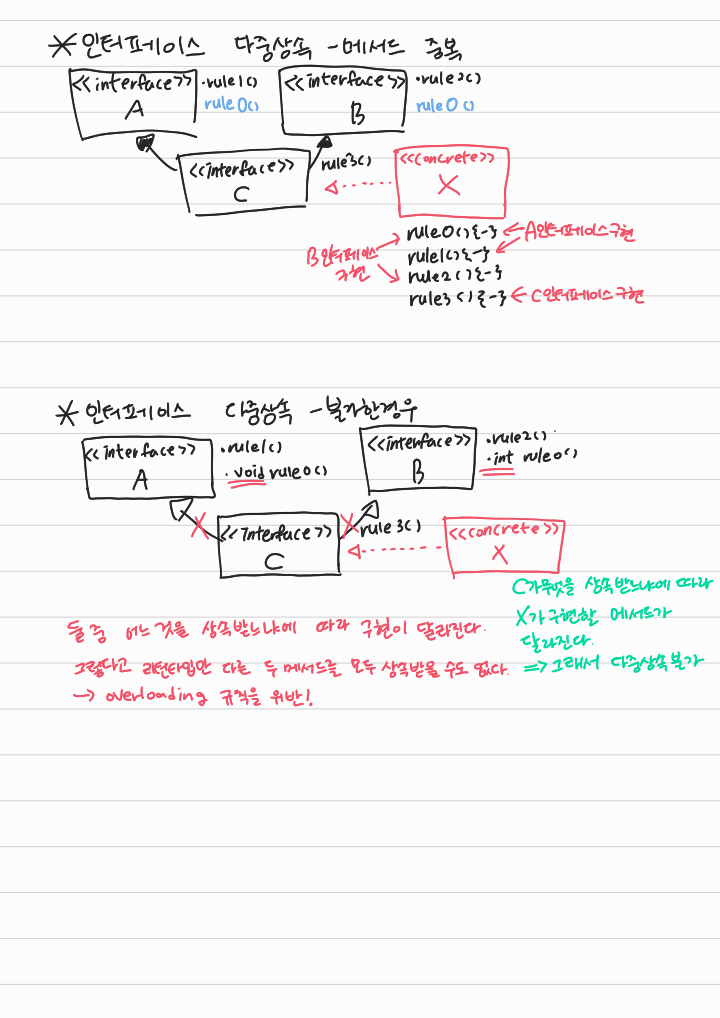 * 인터페이스 다중상속 - 메서드 중복
<<interface>> A
• rule1()
rule0()
<<interface>> B
• rule2()
rule0()
<<interface>> C
rule3()
<<concrete>> X
rule0(){~}
A인터페이스 구현
B인터페이스 구현
rule1(){~}
rule2(){~}
rule3(){~}
C인터페이스 구현
* 인터페이스 다중상속 - 불가한경우
<<interface>> A
• rule1()
• void rule0()
<<interface>> B
• rule2()
• int rule0()
<<interface>> C
rule3()
<<concrete>> X
C가무엇을 상속받느냐에 따라
X가 구현할 메서드가
달라진다.
=> 그래서 다중상속 불가
둘 중 어느 것을 상속받느냐에 따라 구현이 달라진다.
그렇다고 리턴타입만 다른 두 메서드를 모두 상속받을 수도 없다.
→ overloading 규칙을 위반!